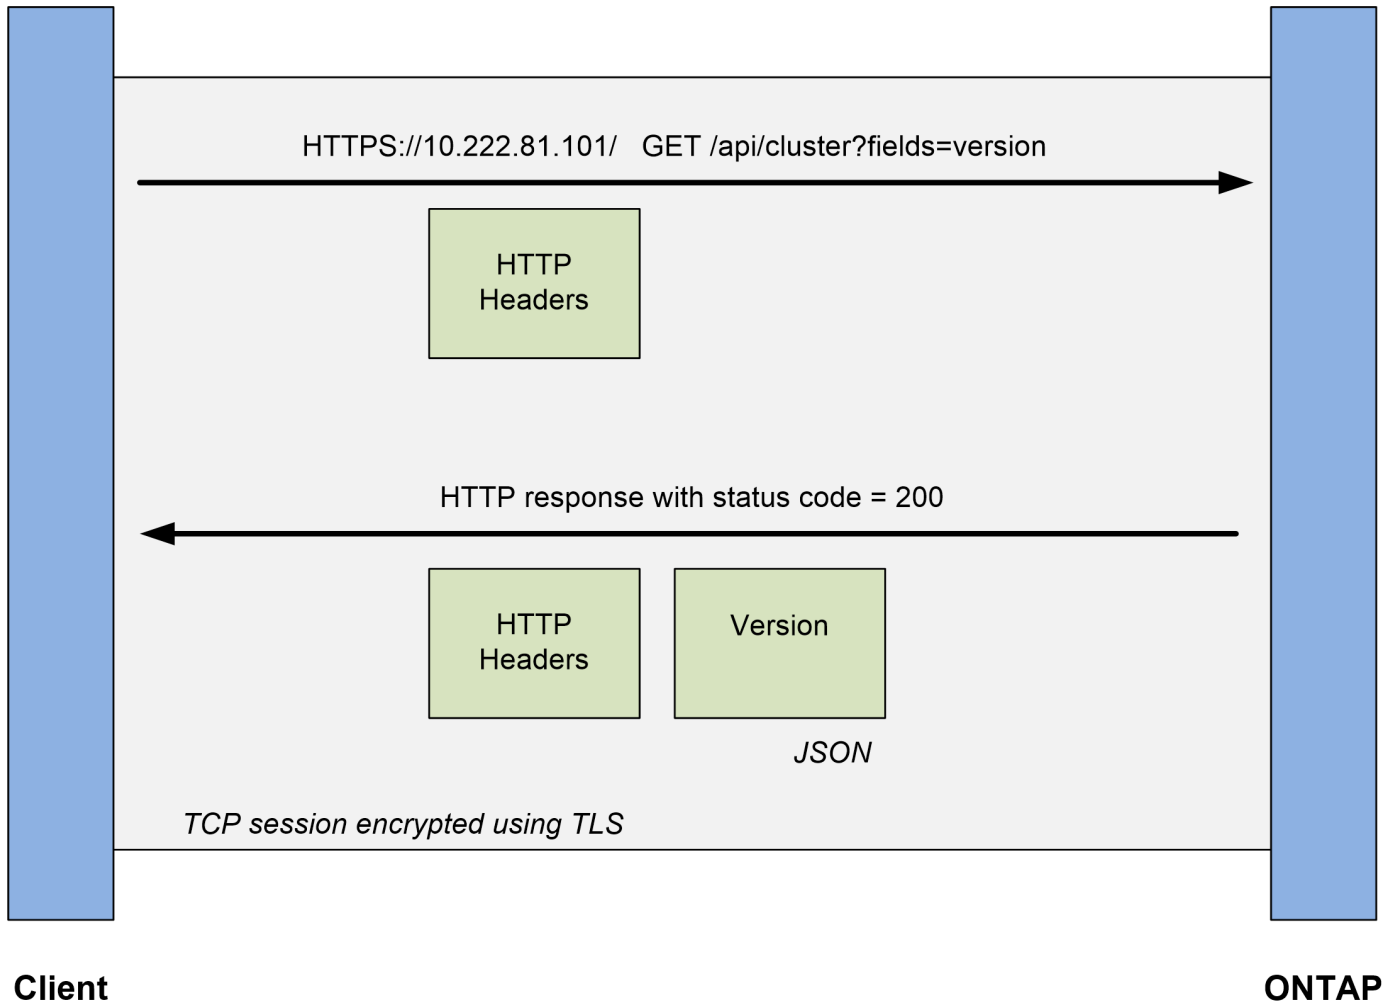 HTTPS://10.222.81.101/   GET /api/cluster?fields=version
HTTP
Headers
HTTP response with status code = 200
HTTP
Headers
Version
JSON
TCP session encrypted using TLS
Client
ONTAP